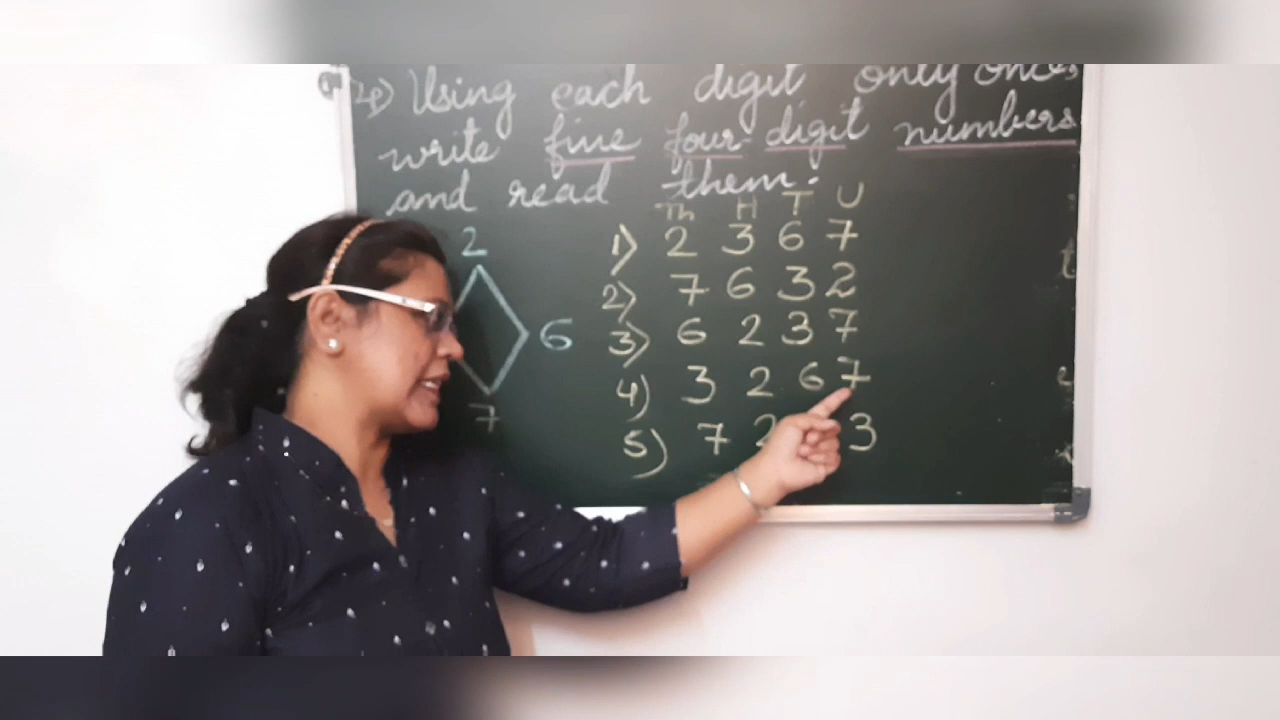 4) Using each digit only once,
write five four-digit numbers
and read them:
Th H T U
2
1) 2 3 6 7
2) 7 6 3 2
6
3) 6 2 3 7
4) 3 2 6 7
7
5) 7 2 3